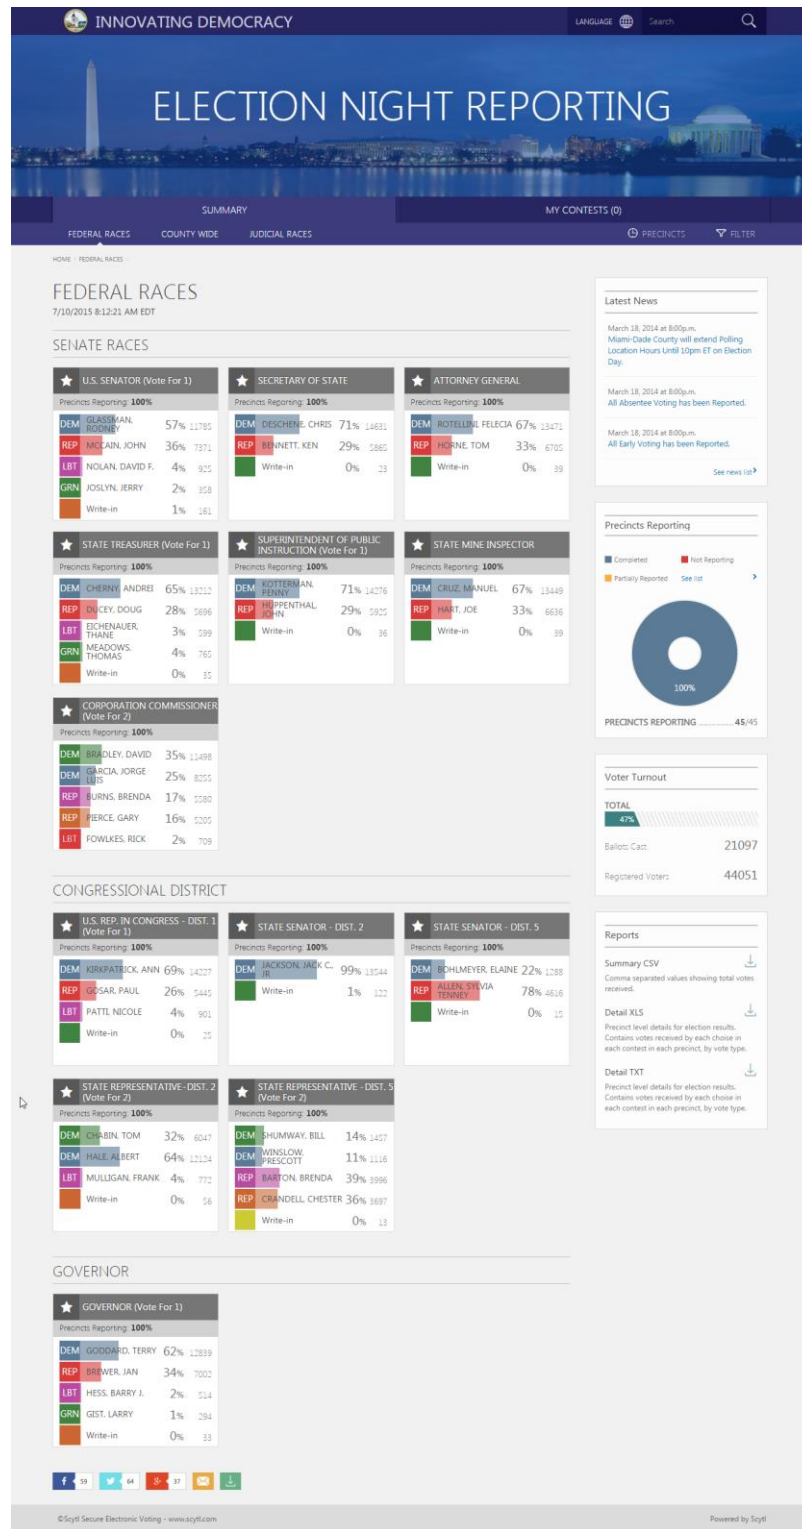 INNOVATING DEMOCRACY
LANGUAGE
Search
ELECTION NIGHT REPORTING
SUMMARY
MY CONTESTS (0)
FEDERAL RACES
COUNTY WIDE
JUDICIAL RACES
PRECINCTS
FILTER
HOME
FEDERAL RACES
FEDERAL RACES
7/10/2015 8:12:21 AM EDT
SENATE RACES
U.S. SENATOR (Vote For 1)
Precincts Reporting: 100%
DEM GLASSMAN, RODNEY 57% 11785
REP MCCAIN, JOHN 36% 7371
LBT NOLAN, DAVID F. 4% 925
GRN JOSLYN, JERRY 2% 358
Write-in 1% 161
SECRETARY OF STATE
Precincts Reporting: 100%
DEM DESCHENE, CHRIS 71% 14631
REP BENNETT, KEN 29% 5865
Write-in 0% 23
ATTORNEY GENERAL
Precincts Reporting: 100%
DEM ROTELLINI, FELECIA 67% 13471
REP HORNE, TOM 33% 6705
Write-in 0% 39
STATE TREASURER (Vote For 1)
Precincts Reporting: 100%
DEM CHERNY, ANDREI 65% 13212
REP DUCEY, DOUG 28% 5696
LBT EICHENAUER, THANE 3% 599
GRN MEADOWS, THOMAS 4% 765
Write-in 0% 35
SUPERINTENDENT OF PUBLIC
INSTRUCTION (Vote For 1)
Precincts Reporting: 100%
DEM KOTTERMAN, PENNY 71% 14276
REP HUPPENTHAL, JOHN 29% 5925
Write-in 0% 36
STATE MINE INSPECTOR
Precincts Reporting: 100%
DEM CRUZ, MANUEL 67% 13449
REP HART, JOE 33% 6636
Write-in 0% 39
CORPORATION COMMISSIONER
(Vote For 2)
Precincts Reporting: 100%
DEM BRADLEY, DAVID 35% 11498
DEM GARCIA, JORGE LUIS 25% 8255
REP BURNS, BRENDA 17% 5580
REP PIERCE, GARY 16% 5205
LBT FOWLKES, RICK 2% 709
CONGRESSIONAL DISTRICT
U.S. REP. IN CONGRESS - DIST. 1
(Vote For 1)
Precincts Reporting: 100%
DEM KIRKPATRICK, ANN 69% 14227
REP GOSAR, PAUL 26% 5445
LBT PATTI, NICOLE 4% 901
Write-in 0% 25
STATE SENATOR - DIST. 2
Precincts Reporting: 100%
DEM JACKSON, JACK C., JR 99% 13544
Write-in 1% 122
STATE SENATOR - DIST. 5
Precincts Reporting: 100%
DEM BOHLMEYER, ELAINE 22% 1288
REP ALLEN, SYLVIA TENNEY 78% 4616
Write-in 0% 15
STATE REPRESENTATIVE-DIST. 2
(Vote For 2)
Precincts Reporting: 100%
DEM CHABIN, TOM 32% 6047
DEM HALE, ALBERT 64% 12124
LBT MULLIGAN, FRANK 4% 772
Write-in 0% 56
STATE REPRESENTATIVE - DIST. 5
(Vote For 2)
Precincts Reporting: 100%
DEM SHUMWAY, BILL 14% 1457
DEM WINSLOW, PRESCOTT 11% 1116
REP BARTON, BRENDA 39% 3996
REP CRANDELL, CHESTER 36% 3697
Write-in 0% 13
GOVERNOR
GOVERNOR (Vote For 1)
Precincts Reporting: 100%
DEM GODDARD, TERRY 62% 12839
REP BREWER, JAN 34% 7002
LBT HESS, BARRY J. 2% 514
GRN GIST, LARRY 1% 294
Write-in 0% 33
Latest News
March 18, 2014 at 8:00p.m.
Miami-Dade County will extend Polling
Location Hours Until 10pm ET on Election
Day.
March 18, 2014 at 8:00p.m.
All Absentee Voting has been Reported.
March 18, 2014 at 8:00p.m.
All Early Voting has been Reported.
See news list
Precincts Reporting
Completed
Not Reporting
Partially Reported
See list
100%
PRECINCTS REPORTING 45/45
Voter Turnout
TOTAL
47%
Ballots Cast 21097
Registered Voters 44051
Reports
Summary CSV
Comma separated values showing total votes
received.
Detail XLS
Precinct level details for election results.
Contains votes received by each choise in
each contest in each precinct, by vote type.
Detail TXT
Precinct level details for election results.
Contains votes received by each choise in
each contest in each precinct, by vote type.
59
64
37
©Scytl Secure Electronic Voting - www.scytl.com
Powered by Scytl